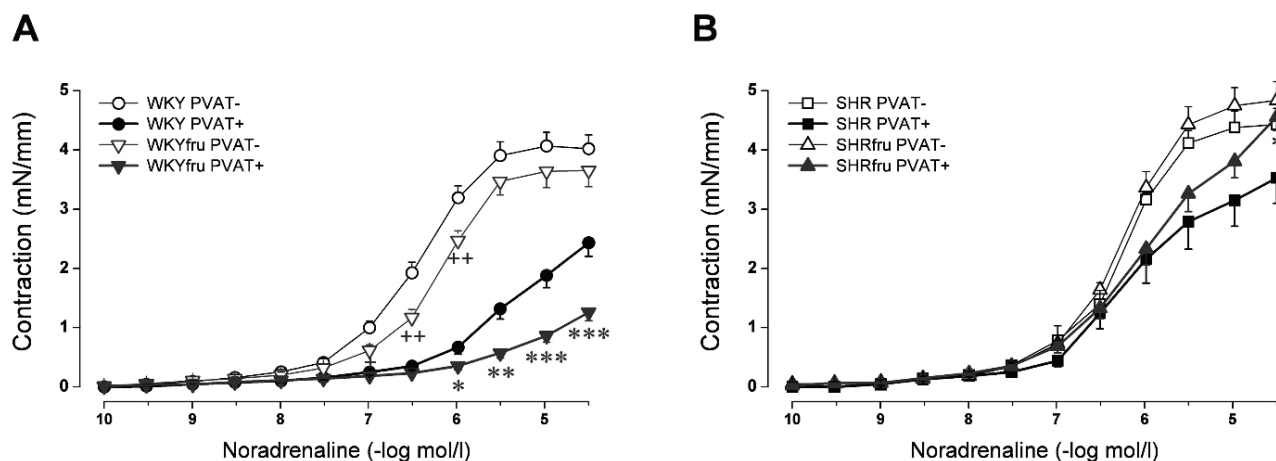 A
WKY PVAT-
WKY PVAT+
WKYfru PVAT-
WKYfru PVAT+
Contraction (mN/mm)
5
4
3
2
1
0
++
++
+
*
**
***
***
10 9 8 7 6 5
Noradrenaline (-log mol/l)
B
SHR PVAT-
SHR PVAT+
SHRfru PVAT-
SHRfru PVAT+
Contraction (mN/mm)
5
4
3
2
1
0
*
10 9 8 7 6 5
Noradrenaline (-log mol/l)